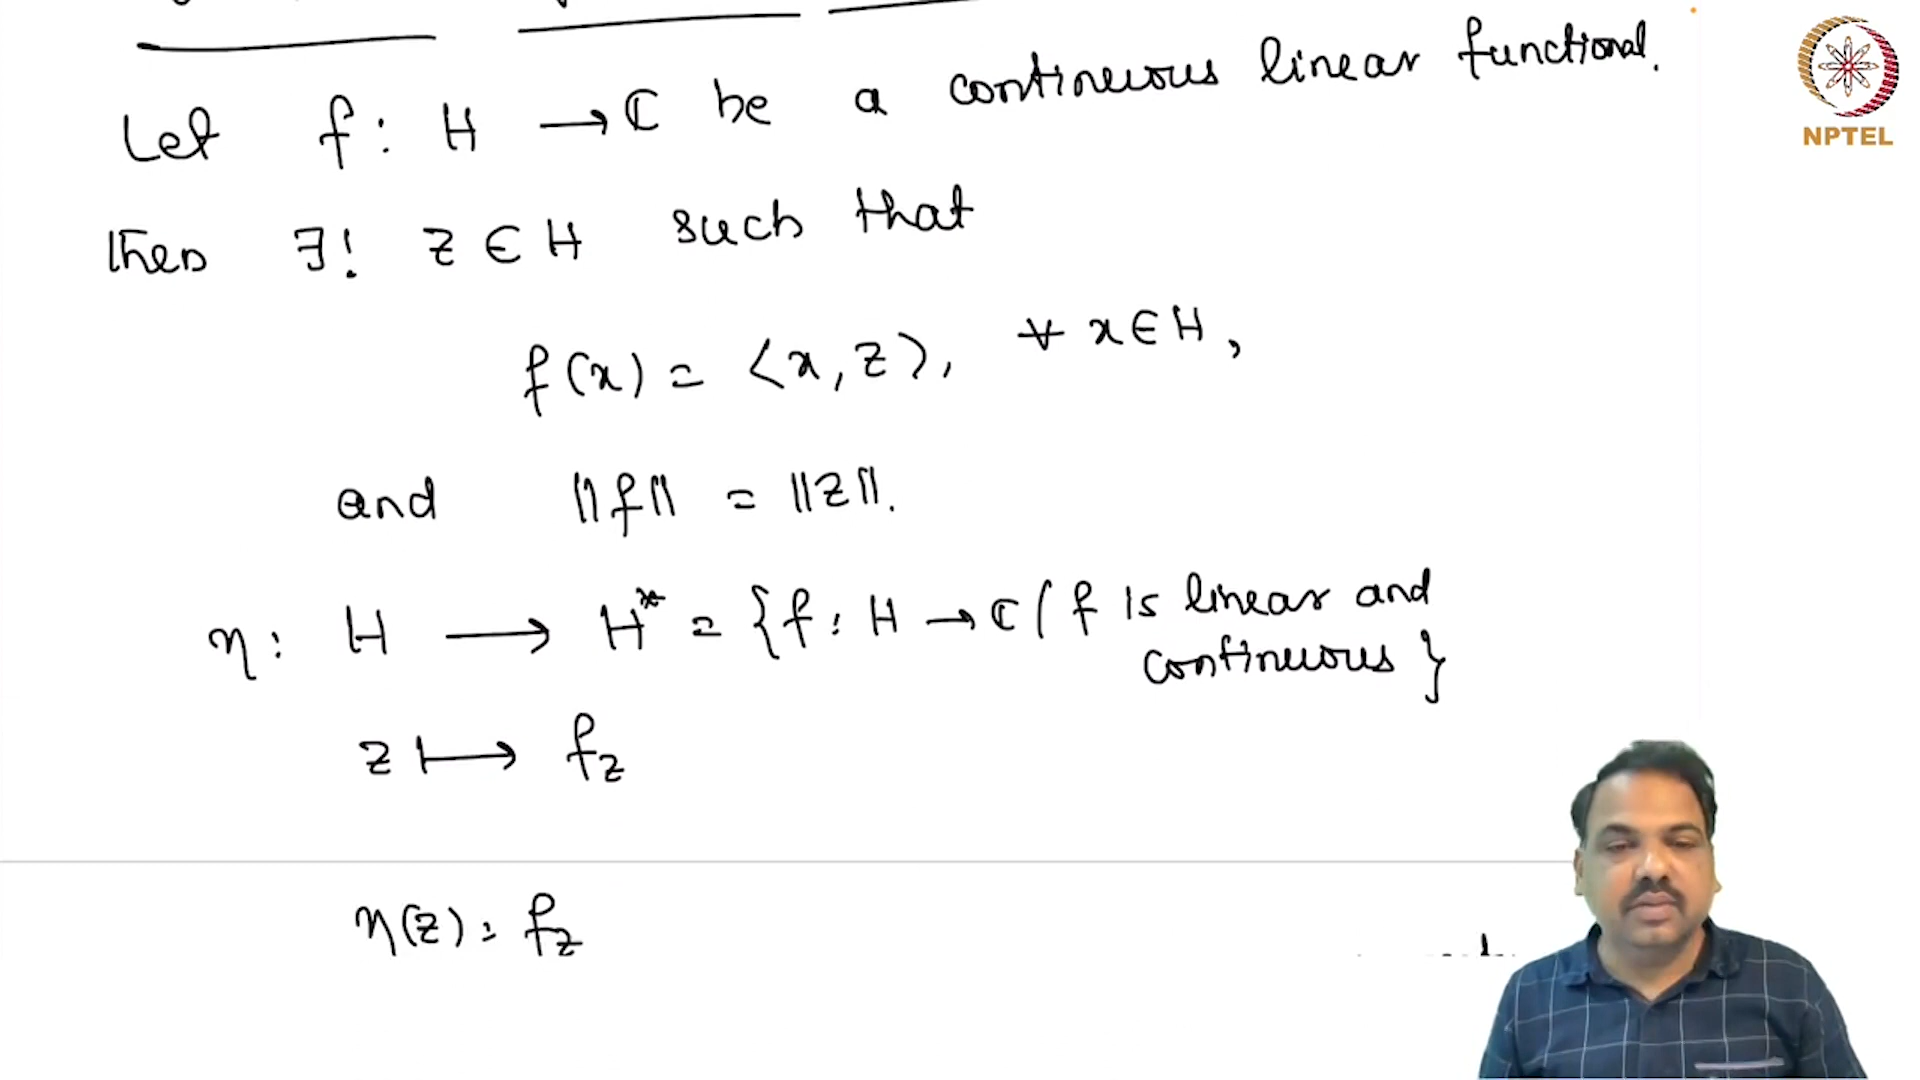 Let f : H → ℂ be a continuous linear functional.
NPTEL
Then ∃! z ∈ H such that
f(x) = ⟨x, z⟩, ∀ x ∈ H,
and ||f|| = ||z||.
η : H → H* = {f : H → ℂ | f is linear and
continuous}
z ↦ f_z
η(z) = f_z